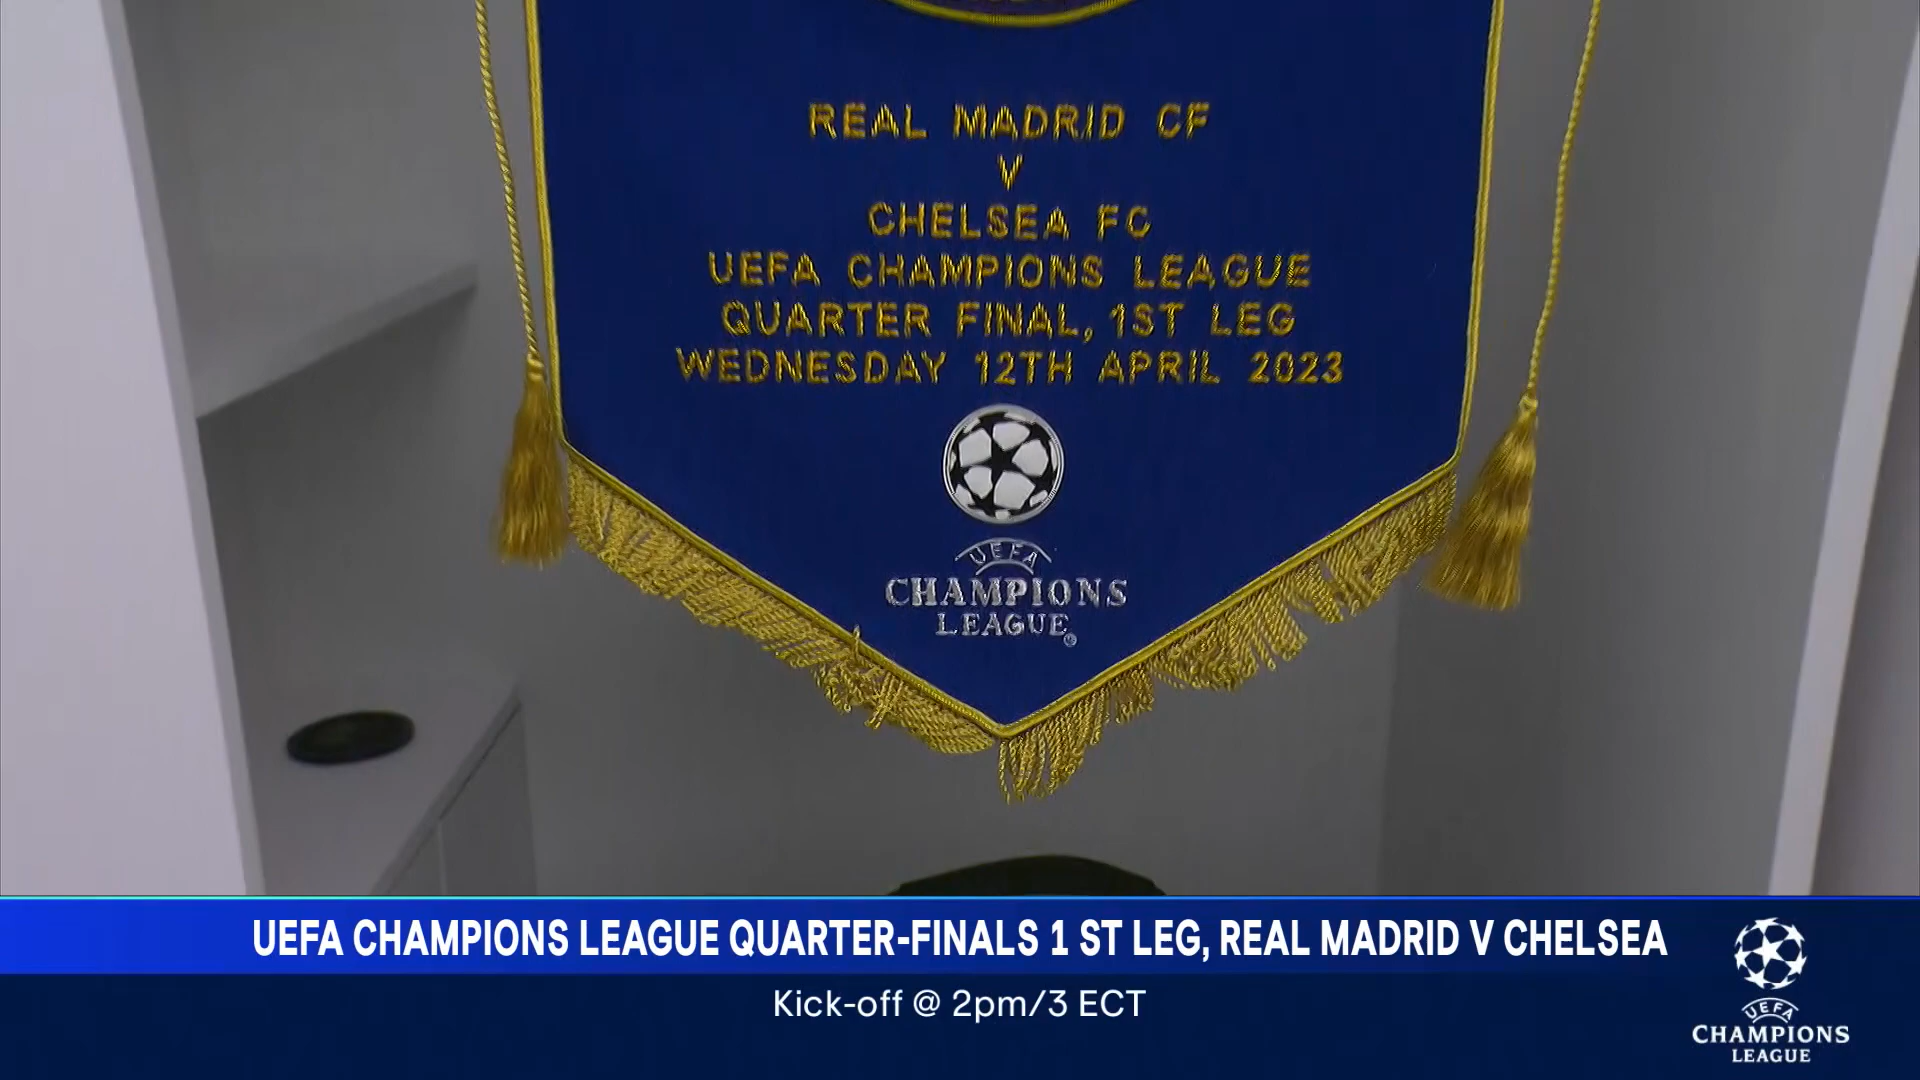 REAL MADRID CF
V
CHELSEA FC
UEFA CHAMPIONS LEAGUE
QUARTER FINAL, 1ST LEG
WEDNESDAY 12TH APRIL 2023
UEFA
CHAMPIONS
LEAGUE®
UEFA CHAMPIONS LEAGUE QUARTER-FINALS 1 ST LEG, REAL MADRID V CHELSEA
Kick-off @ 2pm/3 ECT
UEFA
CHAMPIONS
LEAGUE